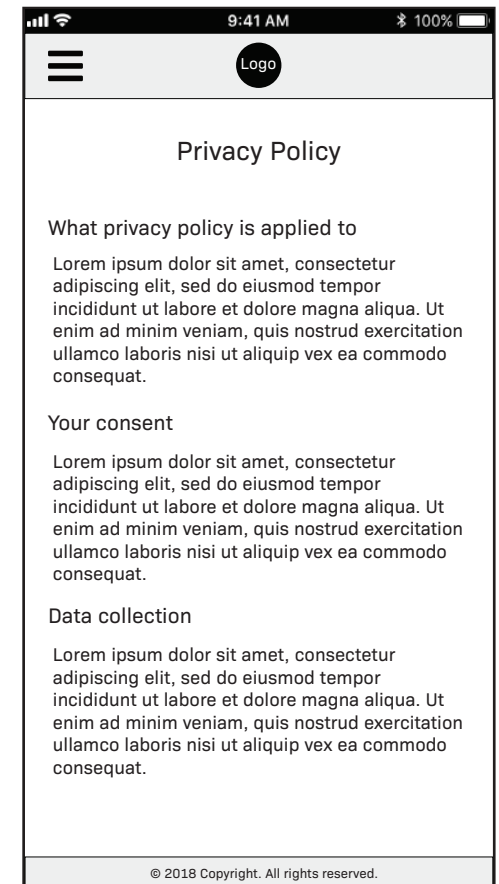 9:41 AM
100%
Logo
Privacy Policy
What privacy policy is applied to
Lorem ipsum dolor sit amet, consectetur
adipiscing elit, sed do eiusmod tempor
incididunt ut labore et dolore magna aliqua. Ut
enim ad minim veniam, quis nostrud exercitation
ullamco laboris nisi ut aliquip vex ea commodo
consequat.
Your consent
Lorem ipsum dolor sit amet, consectetur
adipiscing elit, sed do eiusmod tempor
incididunt ut labore et dolore magna aliqua. Ut
enim ad minim veniam, quis nostrud exercitation
ullamco laboris nisi ut aliquip vex ea commodo
consequat.
Data collection
Lorem ipsum dolor sit amet, consectetur
adipiscing elit, sed do eiusmod tempor
incididunt ut labore et dolore magna aliqua. Ut
enim ad minim veniam, quis nostrud exercitation
ullamco laboris nisi ut aliquip vex ea commodo
consequat.
© 2018 Copyright. All rights reserved.